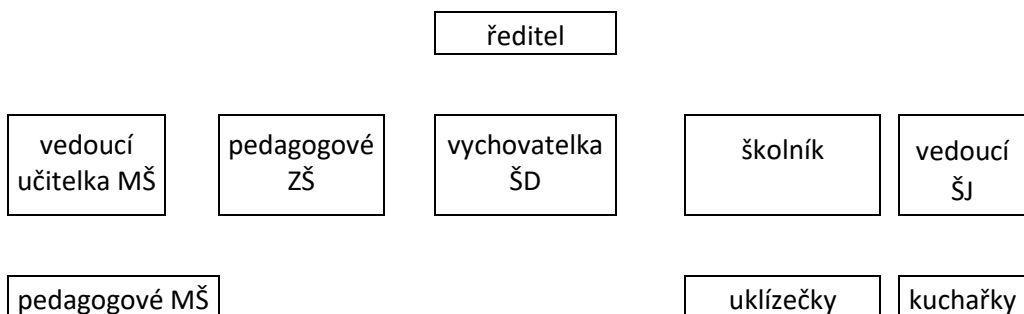 ředitel
vedoucí
učitelka MŠ
pedagogové
ZŠ
vychovatelka
ŠD
školník
vedoucí
ŠJ
pedagogové MŠ
uklízečky
kuchařky